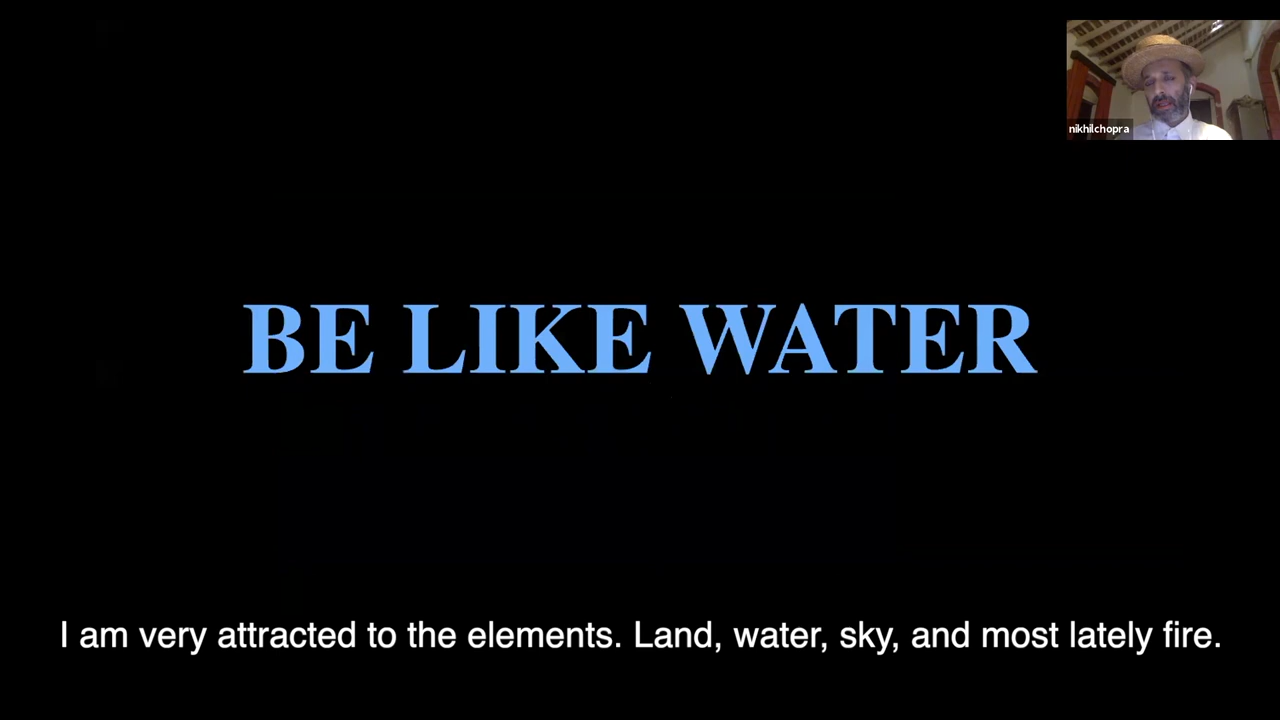 nikhilchopra
BE LIKE WATER
I am very attracted to the elements. Land, water, sky, and most lately fire.